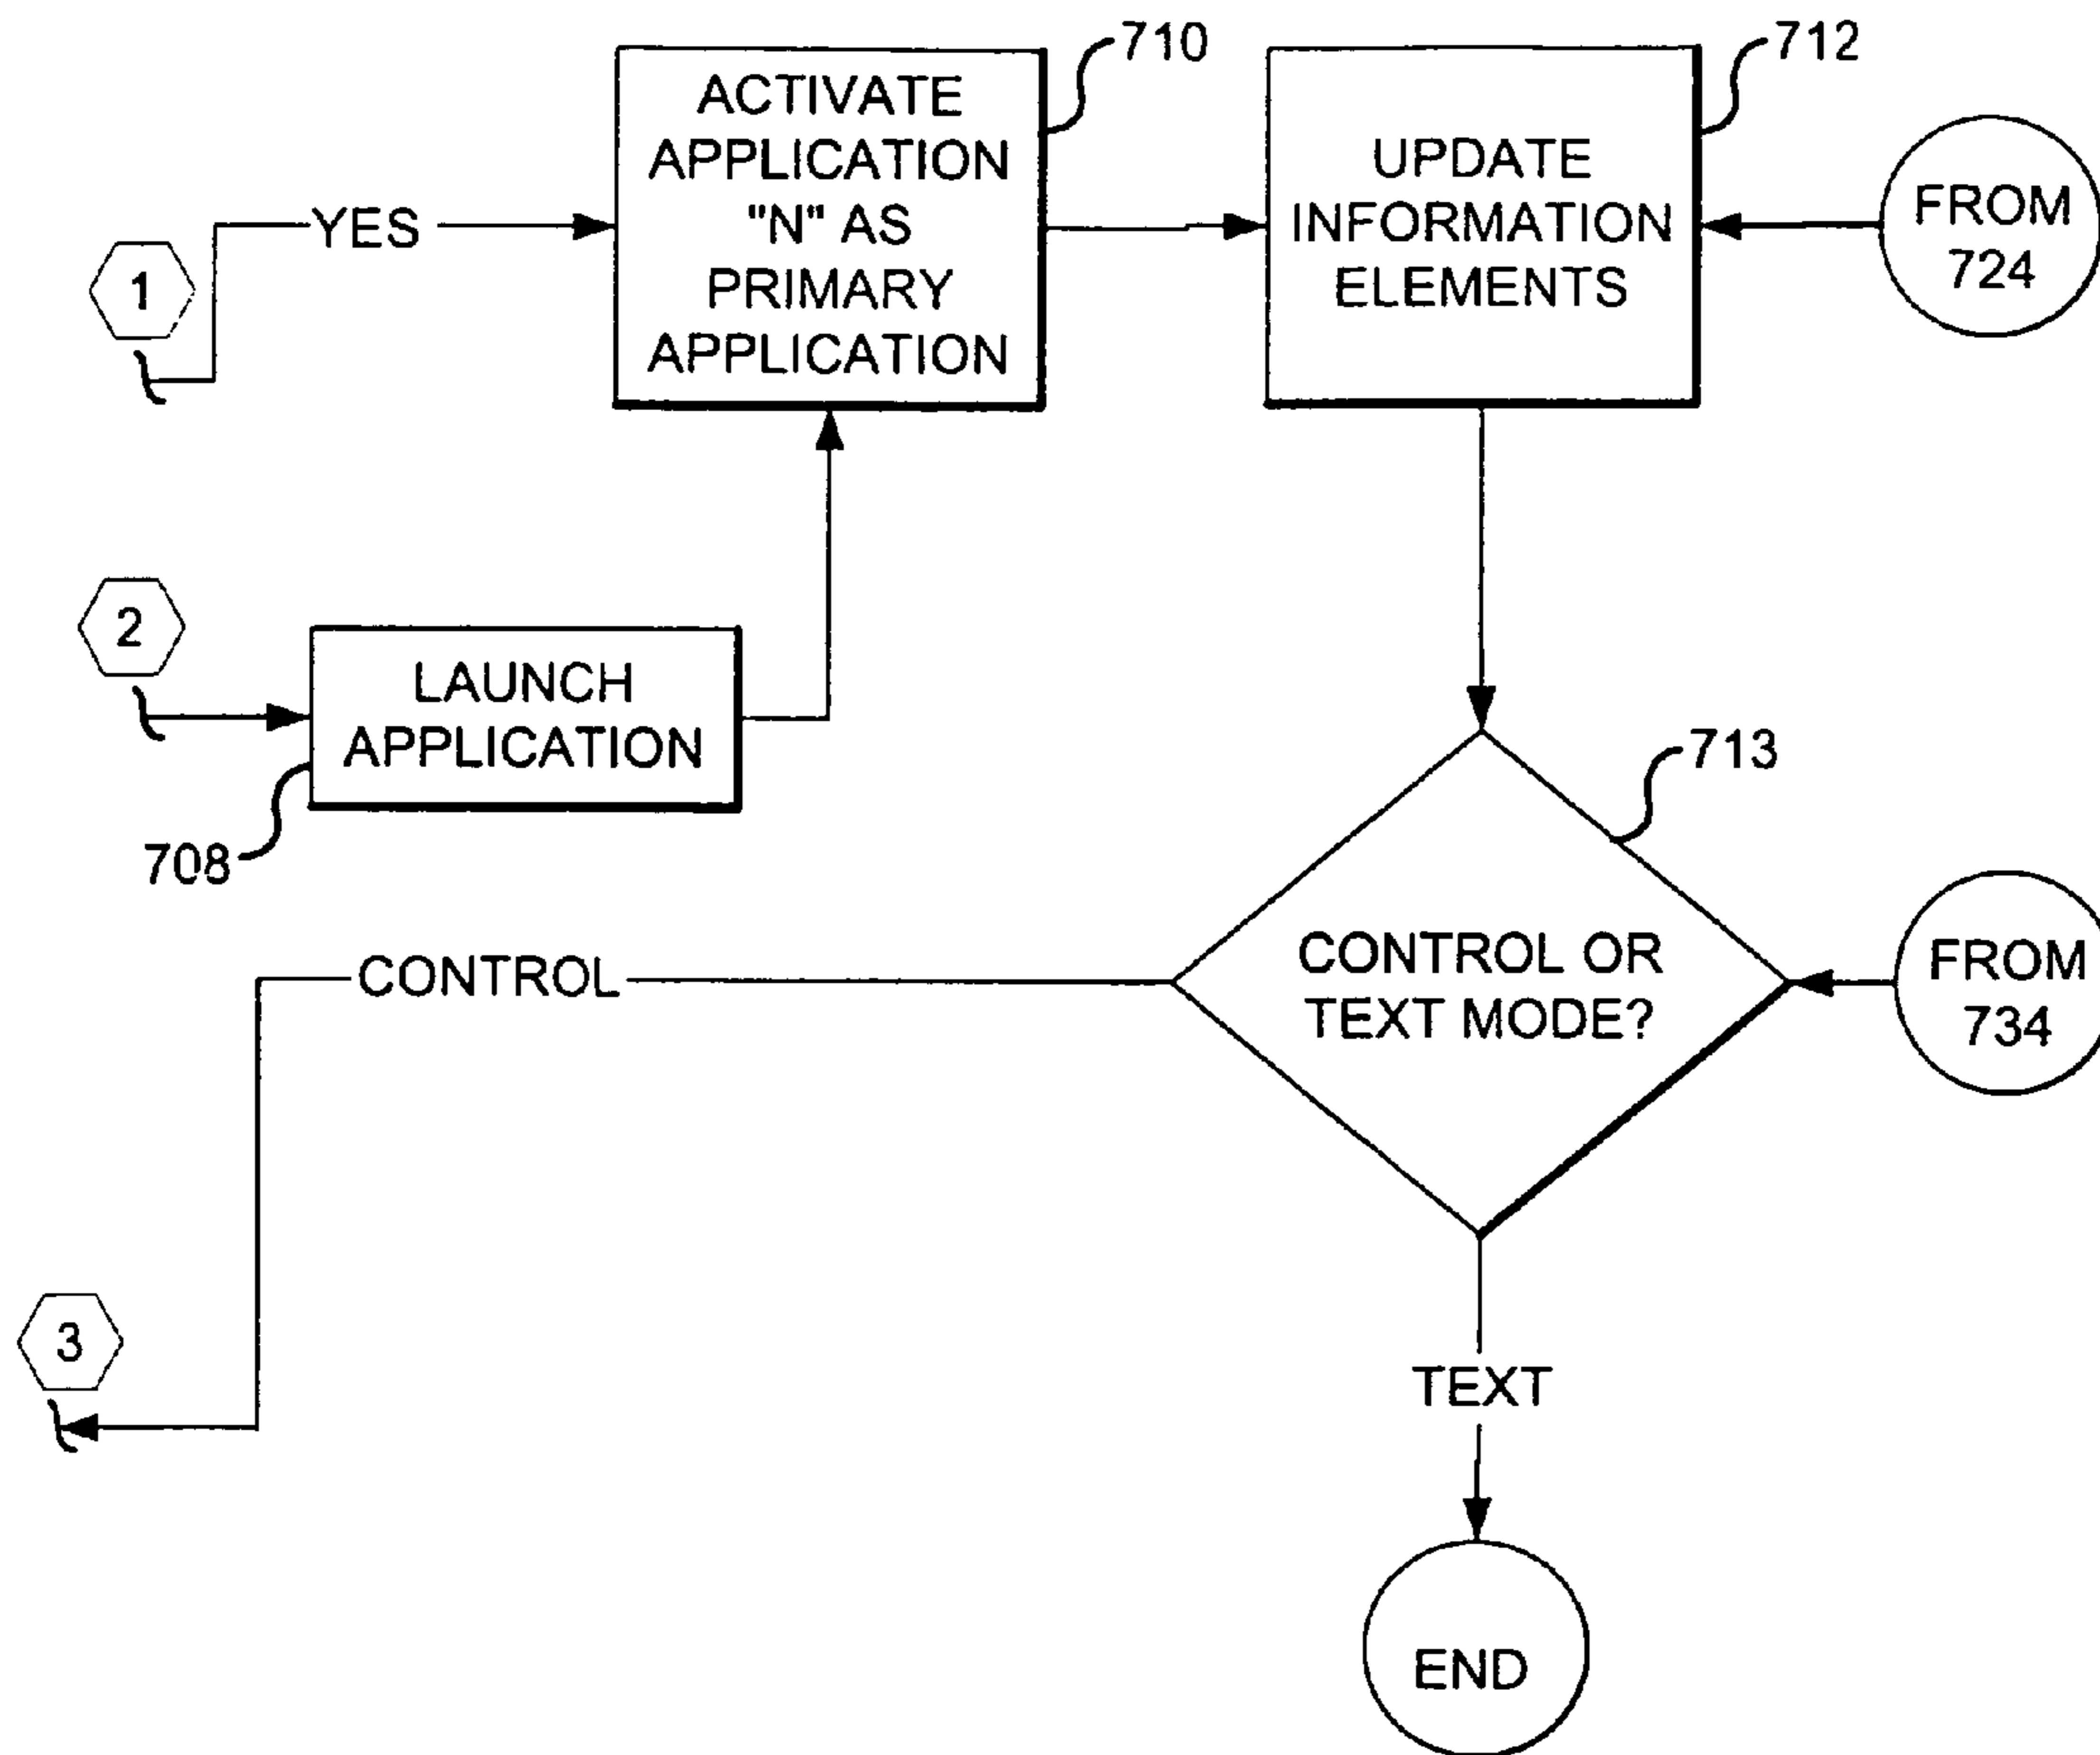 710
712
ACTIVATE
APPLICATION
"N" AS
PRIMARY
APPLICATION
UPDATE
INFORMATION
ELEMENTS
FROM
724
YES
1
2
LAUNCH
APPLICATION
708
713
CONTROL OR
TEXT MODE?
FROM
734
CONTROL
3
TEXT
END